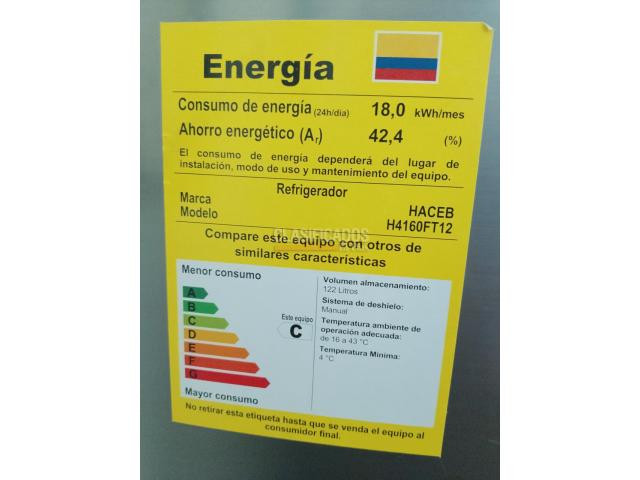 Energía
Consumo de energía (24h/día) 18,0 kWh/mes
Ahorro energético (Ar) 42,4 (%)
El consumo de energía dependerá del lugar de
instalación, modo de uso y mantenimiento del equipo.
Refrigerador
Marca HACEB
Modelo H4160FT12
CLASIFICADOS
Compare este equipo con otros de
similares características
Menor consumo
A
B
C
D
E
F
G
Mayor consumo
Este equipo
C
Volumen almacenamiento:
122 Litros
Sistema de deshielo:
Manual
Temperatura ambiente de
operación adecuada:
de 16 a 43 °C
Temperatura Minima:
4 °C
No retirar esta etiqueta hasta que se venda el equipo al
consumidor final.